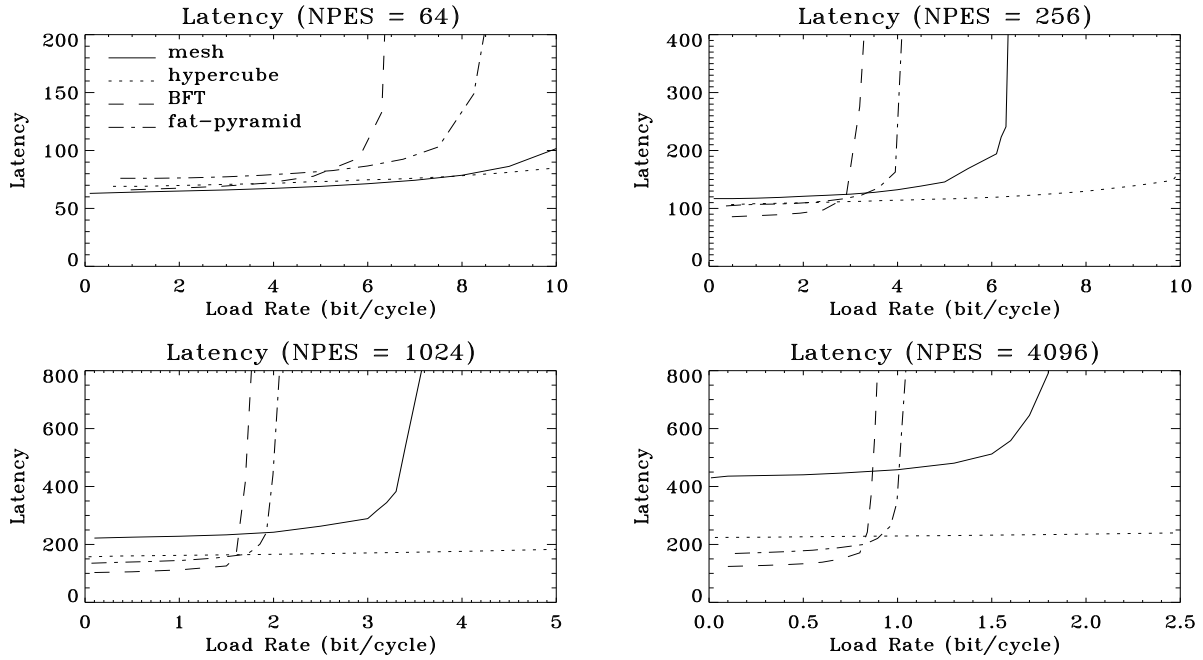 Latency (NPES = 64)
200
150
100
50
0
Latency
mesh
hypercube
BFT
fat-pyramid
0 2 4 6 8 10
Load Rate (bit/cycle)
Latency (NPES = 256)
400
300
200
100
0
Latency
0 2 4 6 8 10
Load Rate (bit/cycle)
Latency (NPES = 1024)
800
600
400
200
0
Latency
0 1 2 3 4 5
Load Rate (bit/cycle)
Latency (NPES = 4096)
800
600
400
200
0
Latency
0.0 0.5 1.0 1.5 2.0 2.5
Load Rate (bit/cycle)